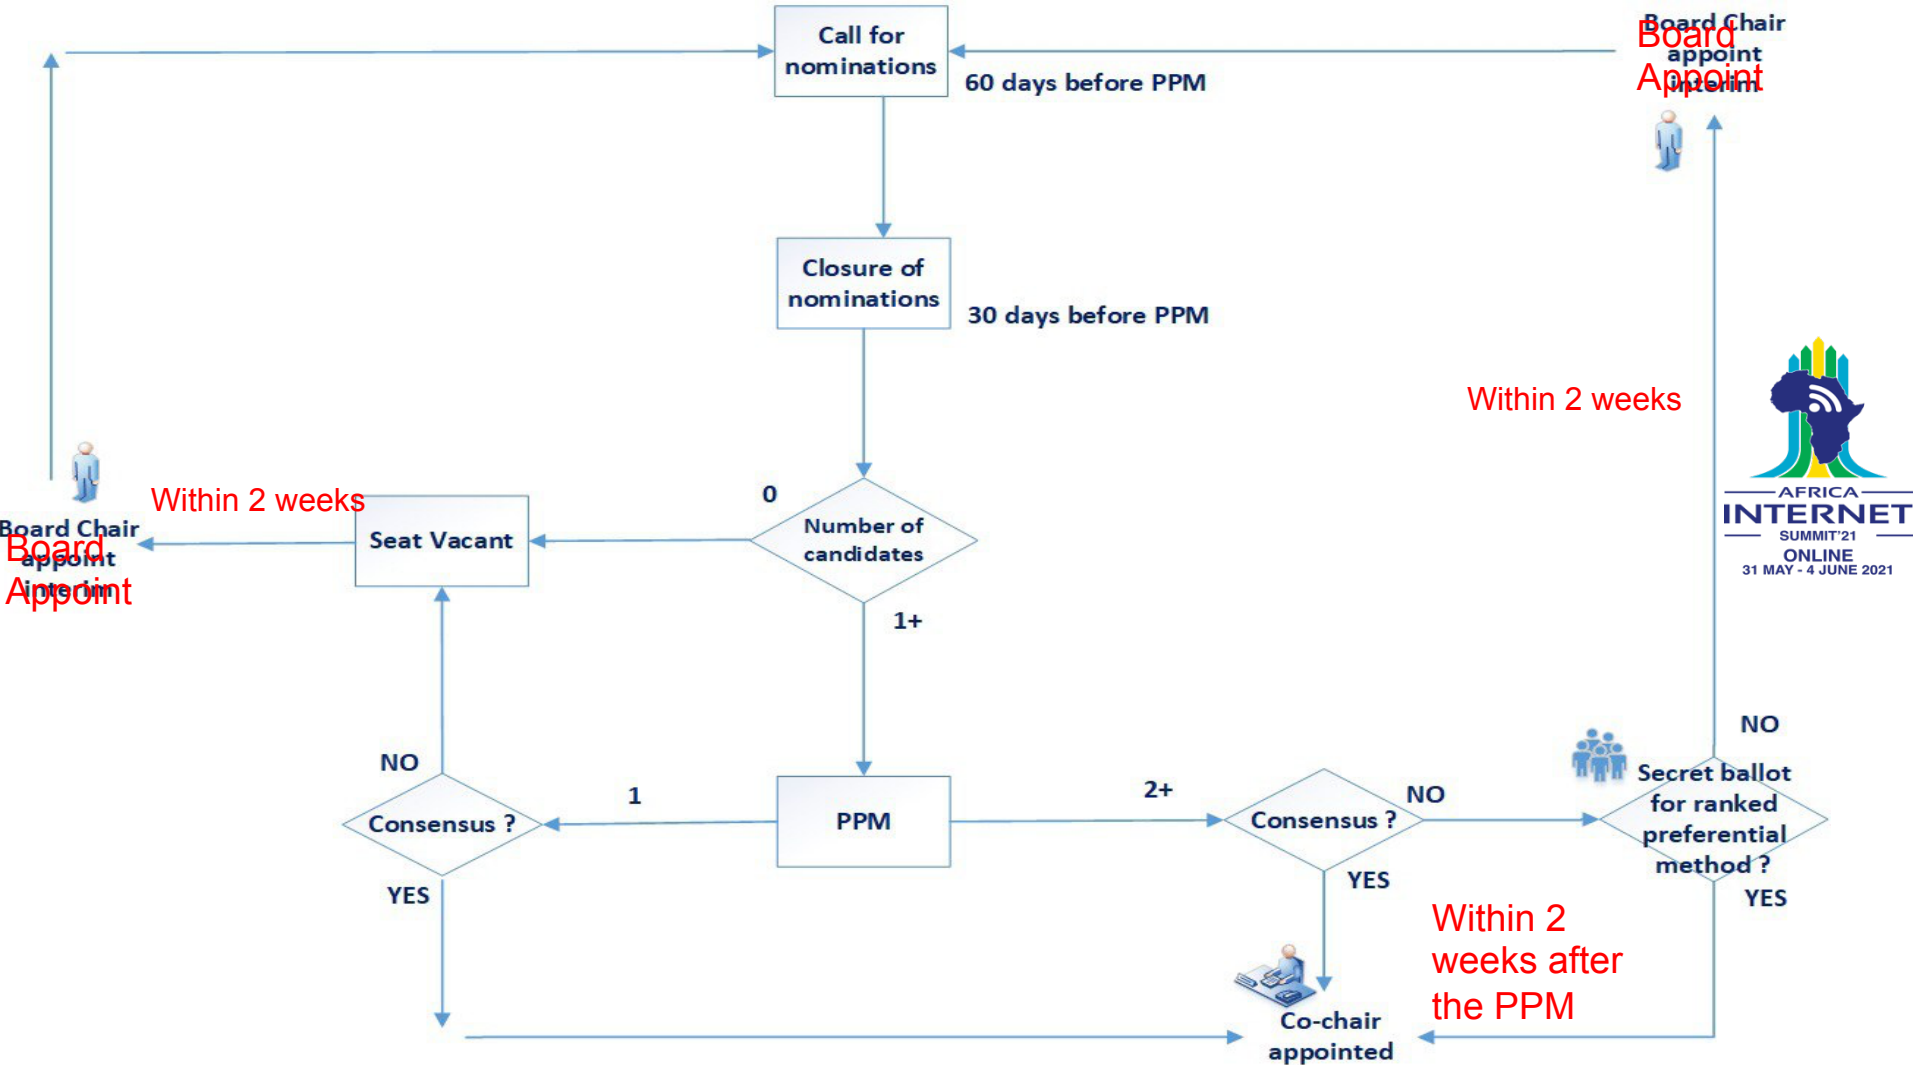 Call for
nominations
60 days before PPM
Board Chair
appoint
interim
Board
Appoint
Closure of
nominations
30 days before PPM
Within 2 weeks
AFRICA
INTERNET
SUMMIT'21
ONLINE
31 MAY - 4 JUNE 2021
Within 2 weeks
0
Number of
candidates
Seat Vacant
Board Chair
appoint
interim
Board
Appoint
1+
NO
NO
Consensus ?
1
PPM
2+
Consensus ?
NO
Secret ballot
for ranked
preferential
method ?
YES
YES
YES
Within 2
weeks after
the PPM
Co-chair
appointed